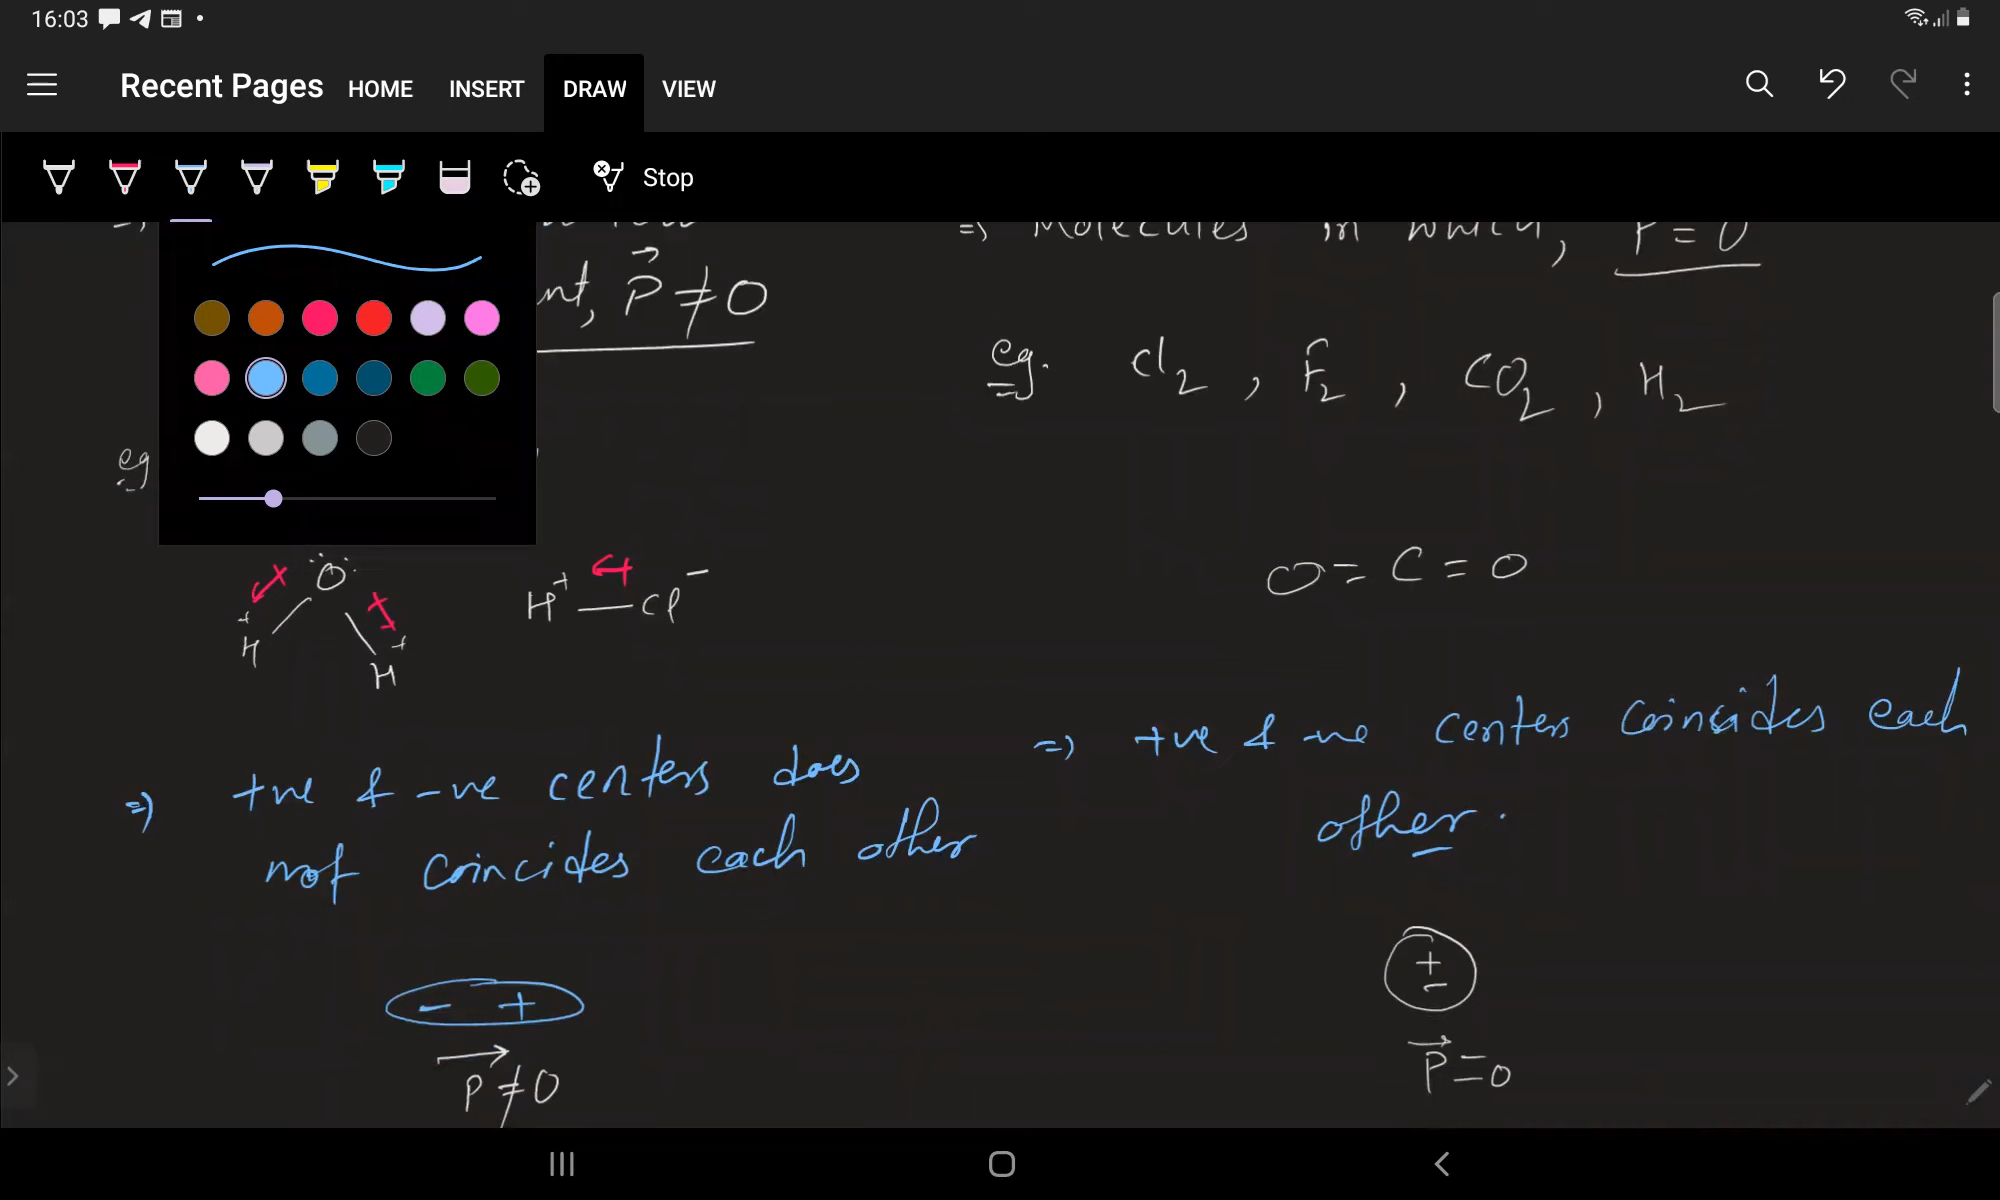 16:03
Recent Pages HOME INSERT DRAW VIEW
Stop
=> Molecules in which, P = 0
nt, P⃗ ≠ 0
eg. Cl₂ , F₂ , CO₂ , H₂
eg
O = C = O
O
H⁺ — Cl⁻
+ +
H H
=> +ve & -ve centers does
not coincides each other
=> +ve & -ve centers coincides each
other.
- +
P⃗ ≠ 0
+
-
P⃗ = 0